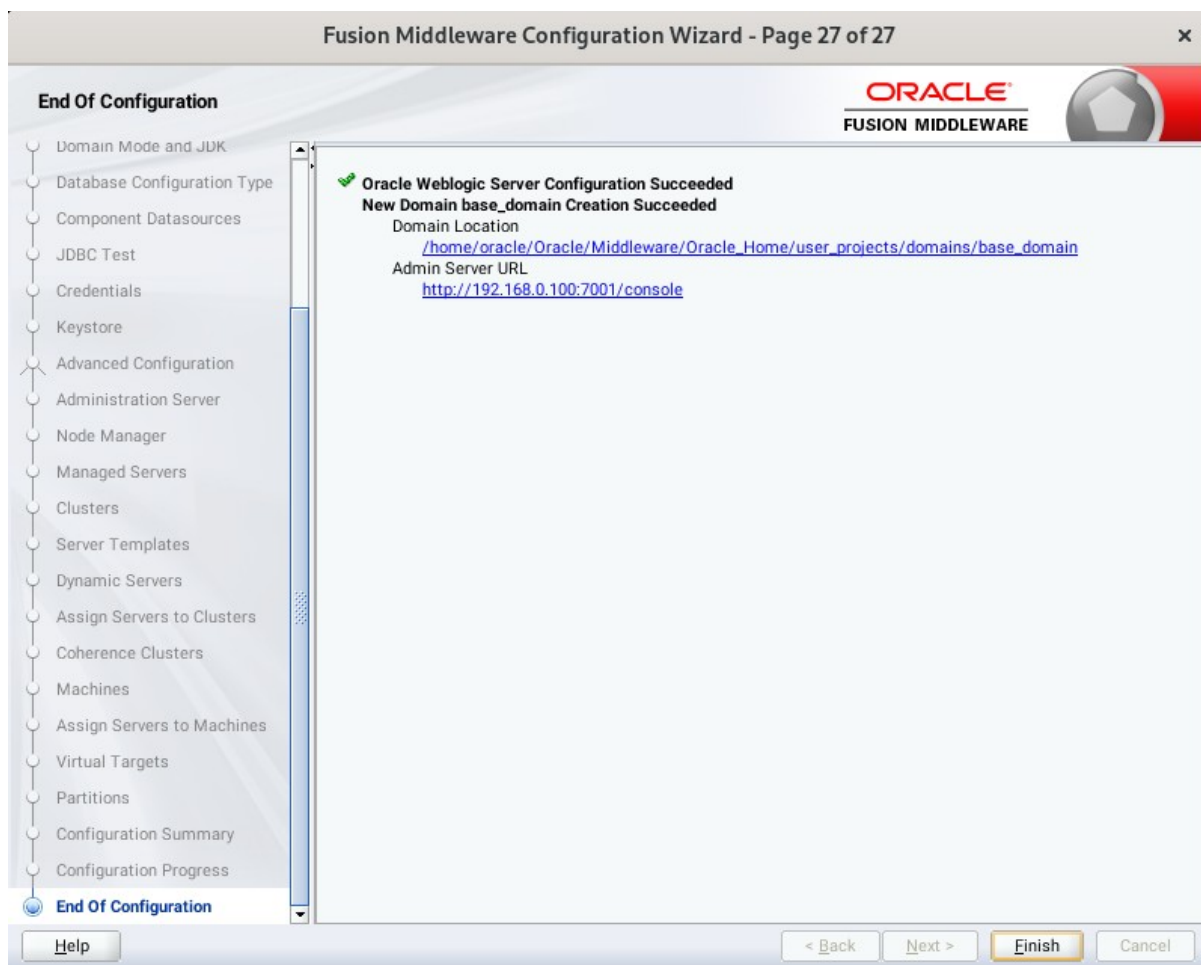 Fusion Middleware Configuration Wizard - Page 27 of 27
×
End Of Configuration
ORACLE
FUSION MIDDLEWARE
Domain Mode and JDK
Database Configuration Type
Component Datasources
JDBC Test
Credentials
Keystore
Advanced Configuration
Administration Server
Node Manager
Managed Servers
Clusters
Server Templates
Dynamic Servers
Assign Servers to Clusters
Coherence Clusters
Machines
Assign Servers to Machines
Virtual Targets
Partitions
Configuration Summary
Configuration Progress
End Of Configuration
Oracle Weblogic Server Configuration Succeeded
New Domain base_domain Creation Succeeded
Domain Location
/home/oracle/Oracle/Middleware/Oracle_Home/user_projects/domains/base_domain
Admin Server URL
http://192.168.0.100:7001/console
Help
< Back
Next >
Finish
Cancel